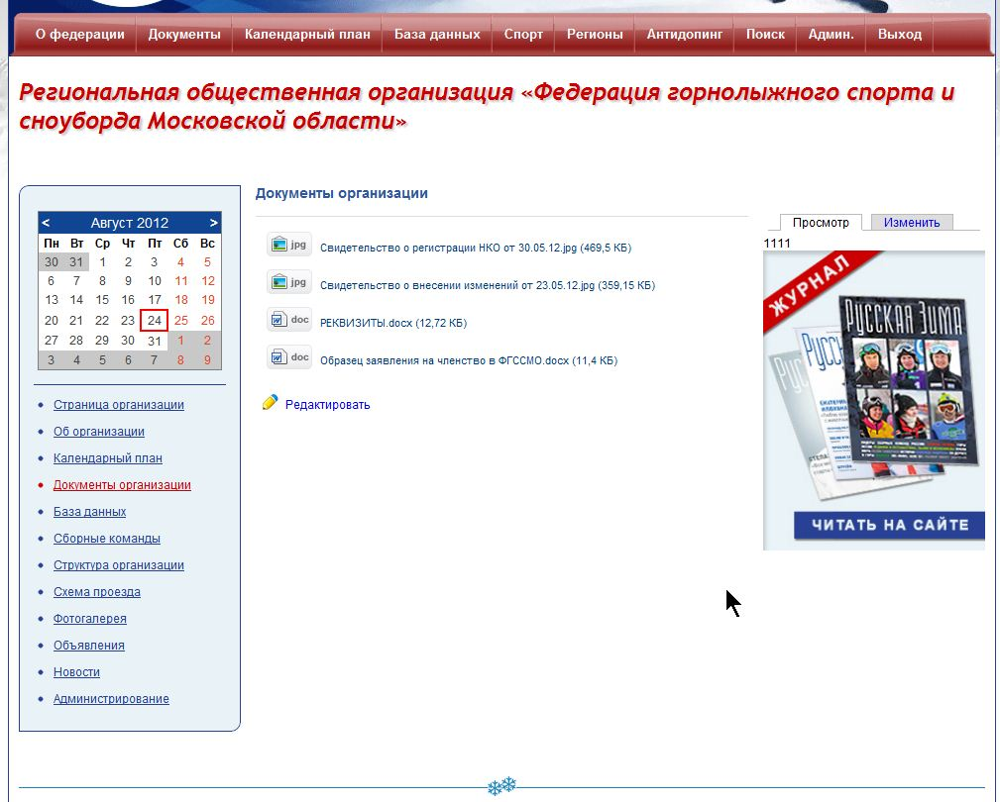 О федерации Документы Календарный план База данных Спорт Регионы Антидопинг Поиск Админ. Выход
Региональная общественная организация «Федерация горнолыжного спорта и
сноуборда Московской области»
< Август 2012 >
Пн Вт Ср Чт Пт Сб Вс
30 31 1 2 3 4 5
6 7 8 9 10 11 12
13 14 15 16 17 18 19
20 21 22 23 24 25 26
27 28 29 30 31 1 2
3 4 5 6 7 8 9
Страница организации
Об организации
Календарный план
Документы организации
База данных
Сборные команды
Структура организации
Схема проезда
Фотогалерея
Объявления
Новости
Администрирование
Документы организации
jpg Свидетельство о регистрации НКО от 30.05.12.jpg (469,5 КБ)
jpg Свидетельство о внесении изменений от 23.05.12.jpg (359,15 КБ)
doc РЕКВИЗИТЫ.docx (12,72 КБ)
doc Образец заявления на членство в ФГССМО.docx (11,4 КБ)
Редактировать
Просмотр Изменить
1111
ЖУРНАЛ
РУССКАЯ ЗИМА
ЧИТАТЬ НА САЙТЕ